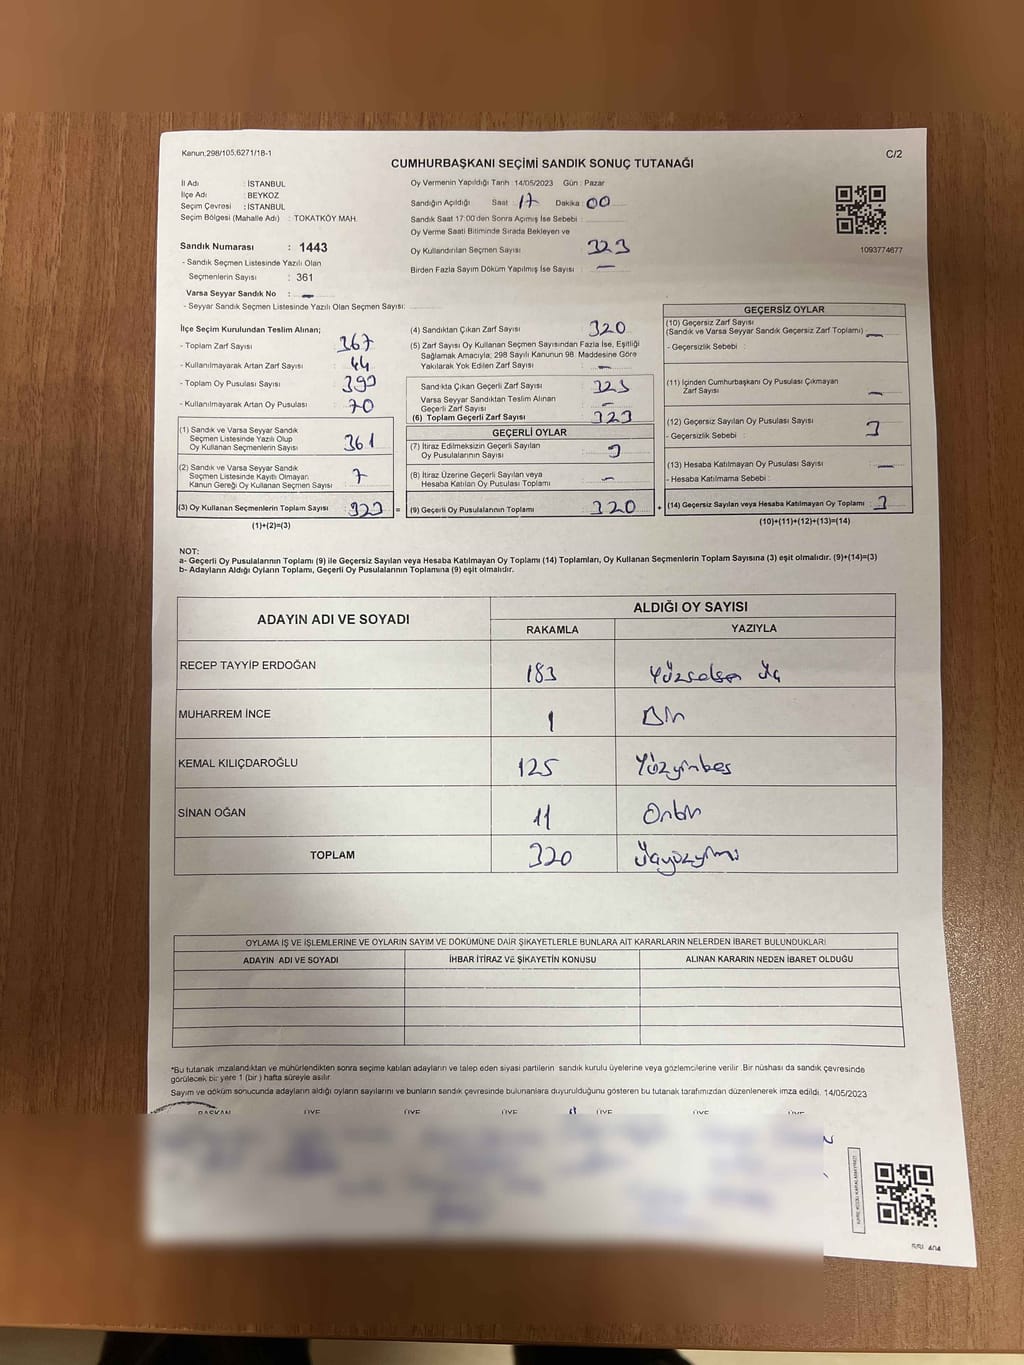 Kanun:298/105,6271/18-1
C/2
CUMHURBAŞKANI SEÇİMİ SANDIK SONUÇ TUTANAĞI
İl Adı : İSTANBUL
İlçe Adı : BEYKOZ
Seçim Çevresi : İSTANBUL
Seçim Bölgesi (Mahalle Adı) : TOKATKÖY MAH.
Sandık Numarası : 1443
- Sandık Seçmen Listesinde Yazılı Olan
Seçmenlerin Sayısı : 361
Varsa Seyyar Sandık No : –
- Seyyar Sandık Seçmen Listesinde Yazılı Olan Seçmen Sayısı:
Oy Vermenin Yapıldığı Tarih :14/05/2023 Gün : Pazar
Sandığın Açıldığı Saat 17 Dakika 00
Sandık Saat 17:00'den Sonra Açımış İse Sebebi :
Oy Verme Saati Bitiminde Sırada Bekleyen ve
Oy Kullandırılan Seçmen Sayısı 323
Birden Fazla Sayım Döküm Yapılmış İse Sayısı : –
1093774677
İlçe Seçim Kurulundan Teslim Alınan;
- Toplam Zarf Sayısı : 367
- Kullanılmayarak Artan Zarf Sayısı : 44
- Toplam Oy Pusulası Sayısı : 390
- Kullanılmayarak Artan Oy Pusulası : 70
(1) Sandık ve Varsa Seyyar Sandık
Seçmen Listesinde Yazılı Olup
Oy Kullanan Seçmenlerin Sayısı 361
(2) Sandık ve Varsa Seyyar Sandık
Seçmen Listesinde Kayıtlı Olmayan
Kanun Gereği Oy Kullanan Seçmen Sayısı 7
(3) Oy Kullanan Seçmenlerin Toplam Sayısı 323 =
(1)+(2)=(3)
(4) Sandıktan Çıkan Zarf Sayısı : 320
(5) Zarf Sayısı Oy Kullanan Seçmen Sayısından Fazla İse, Eşitliği
Sağlamak Amacıyla; 298 Sayılı Kanunun 98. Maddesine Göre
Yakılarak Yok Edilen Zarf Sayısı : –
Sandıkta Çıkan Geçerli Zarf Sayısı : 323
Varsa Seyyar Sandıktan Teslim Alınan
Geçerli Zarf Sayısı : –
(6) Toplam Geçerli Zarf Sayısı : 323
GEÇERLİ OYLAR
(7) İtiraz Edilmeksizin Geçerli Sayılan
Oy Pusulalarının Sayısı :
(8) İtiraz Üzerine Geçerli Sayılan veya
Hesaba Katılan Oy Pusulası Toplamı : –
(9) Geçerli Oy Pusulalarının Toplamı : 320 +
GEÇERSİZ OYLAR
(10) Geçersiz Zarf Sayısı
(Sandık ve Varsa Seyyar Sandık Geçersiz Zarf Toplamı) : –
- Geçersizlik Sebebi :
(11) İçinden Cumhurbaşkanı Oy Pusulası Çıkmayan
Zarf Sayısı : –
(12) Geçersiz Sayılan Oy Pusulası Sayısı : 3
- Geçersizlik Sebebi :
(13) Hesaba Katılmayan Oy Pusulası Sayısı : –
- Hesaba Katılmama Sebebi :
(14) Geçersiz Sayılan veya Hesaba Katılmayan Oy Toplamı : 3
(10)+(11)+(12)+(13)=(14)
NOT:
a- Geçerli Oy Pusulalarının Toplamı (9) ile Geçersiz Sayılan veya Hesaba Katılmayan Oy Toplamı (14) Toplamları, Oy Kullanan Seçmenlerin Toplam Sayısına (3) eşit olmalıdır. (9)+(14)=(3)
b- Adayların Aldığı Oyların Toplamı, Geçerli Oy Pusulalarının Toplamına (9) eşit olmalıdır.
ADAYIN ADI VE SOYADI ALDIĞI OY SAYISI
RAKAMLA YAZIYLA
RECEP TAYYİP ERDOĞAN 183 Yüzseksen Üç
MUHARREM İNCE 1 Bir
KEMAL KILIÇDAROĞLU 125 Yüzyirmibeş
SİNAN OĞAN 11 Onbir
TOPLAM 320 Üçyüzyirmi
OYLAMA İŞ VE İŞLEMLERİNE VE OYLARIN SAYIM VE DÖKÜMÜNE DAİR ŞİKAYETLERLE BUNLARA AİT KARARLARIN NELERDEN İBARET BULUNDUKLARI
ADAYIN ADI VE SOYADI İHBAR İTİRAZ VE ŞİKAYETİN KONUSU ALINAN KARARIN NEDEN İBARET OLDUĞU
*Bu tutanak imzalandıktan ve mühürlendikten sonra seçime katılan adayların ve talep eden siyasi partilerin sandık kurulu üyelerine veya gözlemcilerine verilir. Bir nüshası da sandık çevresinde
görülecek bir yere 1 (bir) hafta süreyle asılır.
Sayım ve döküm sonucunda adayların aldığı oyların sayılarını ve bunların sandık çevresinde bulunanlara duyurulduğunu gösteren bu tutanak tarafımızdan düzenlenerek imza edildi. 14/05/2023
BAŞKAN ÜYE ÜYE ÜYE ÜYE ÜYE ÜYE